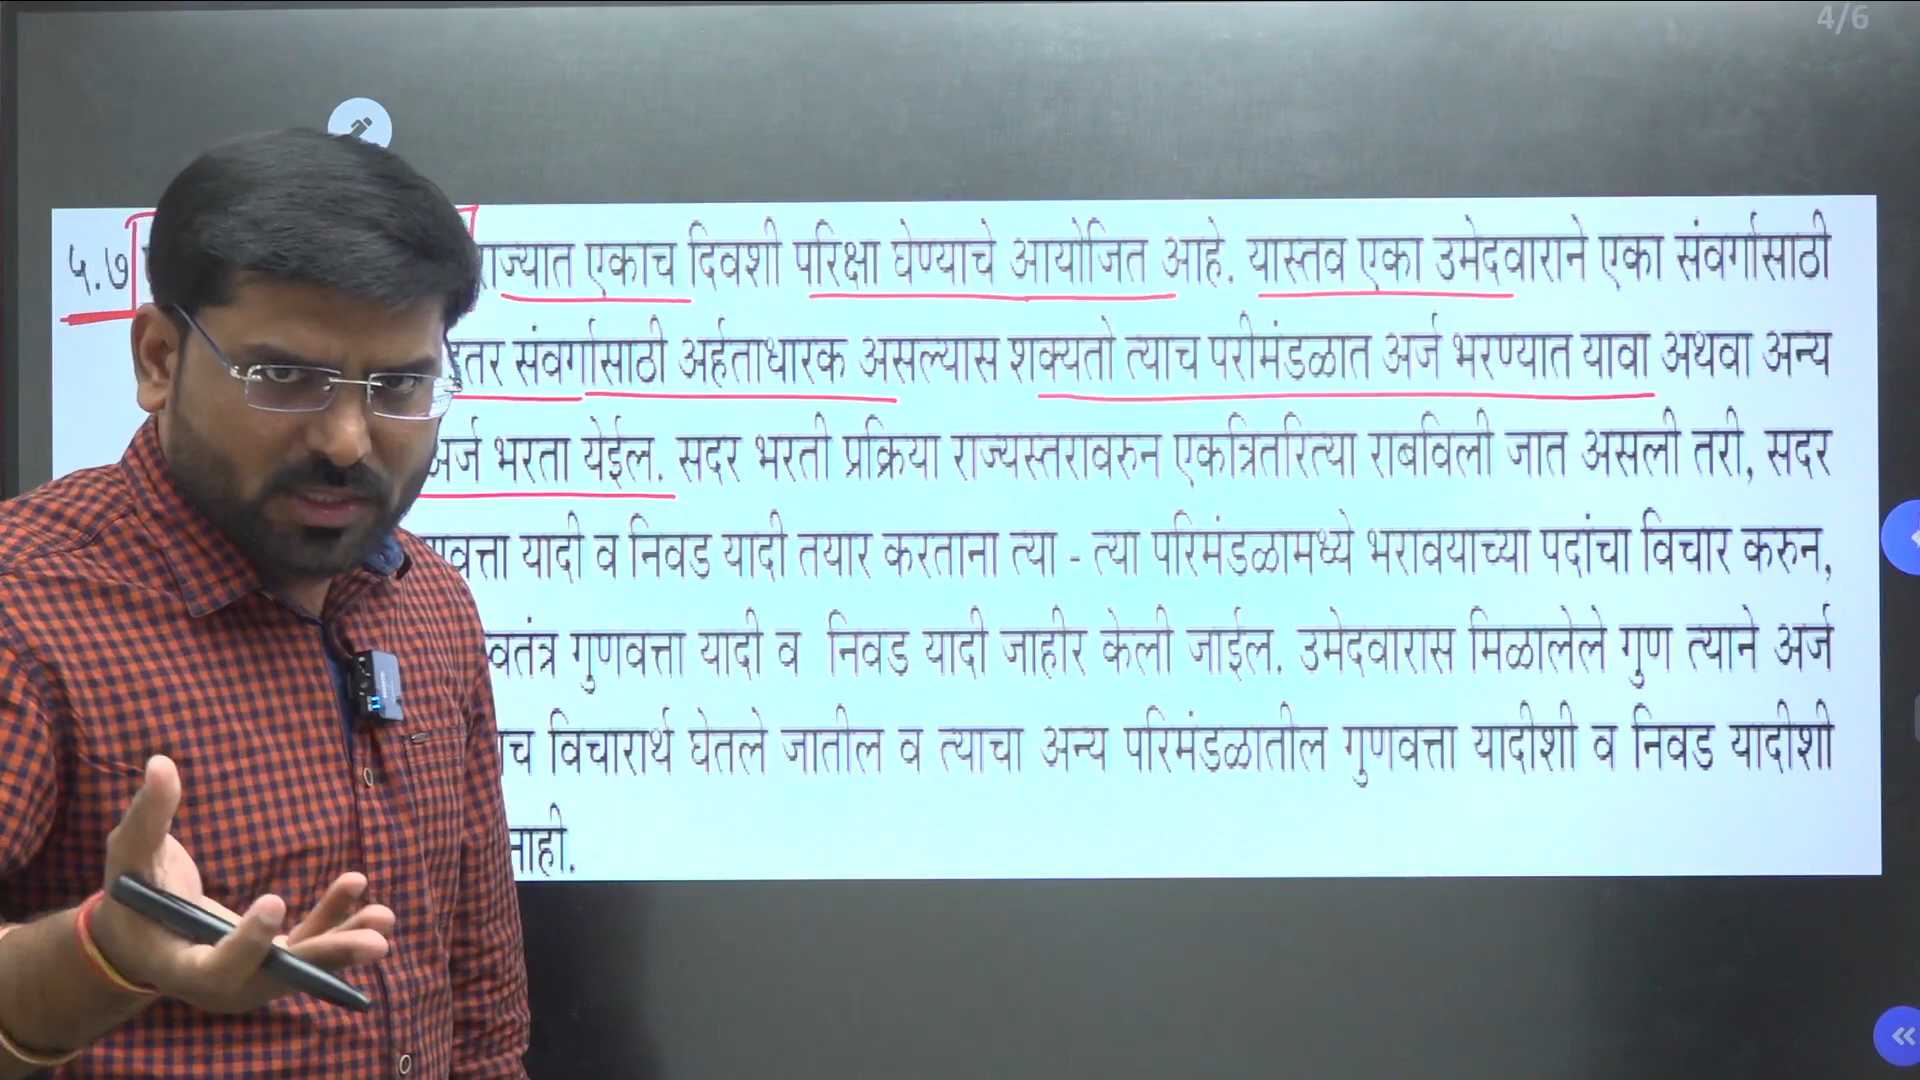 4/6
५.७ राज्यात एकाच दिवशी परिक्षा घेण्याचे आयोजित आहे. यास्तव एका उमेदवाराने एका संवर्गासाठी
संवर्गासाठी अर्हताधारक असल्यास शक्यतो त्याच परीमंडळात अर्ज भरण्यात यावा अथवा अन्य
अर्ज भरता येईल. सदर भरती प्रक्रिया राज्यस्तरावरुन एकत्रितरित्या राबविली जात असली तरी, सदर
यादी व निवड यादी तयार करताना त्या - त्या परिमंडळामध्ये भरावयाच्या पदांचा विचार करुन,
गुणवत्ता यादी व निवड यादी जाहीर केली जाईल. उमेदवारास मिळालेले गुण त्याने अर्ज
विचारार्थ घेतले जातील व त्याचा अन्य परिमंडळातील गुणवत्ता यादीशी व निवड यादीशी
नाही.